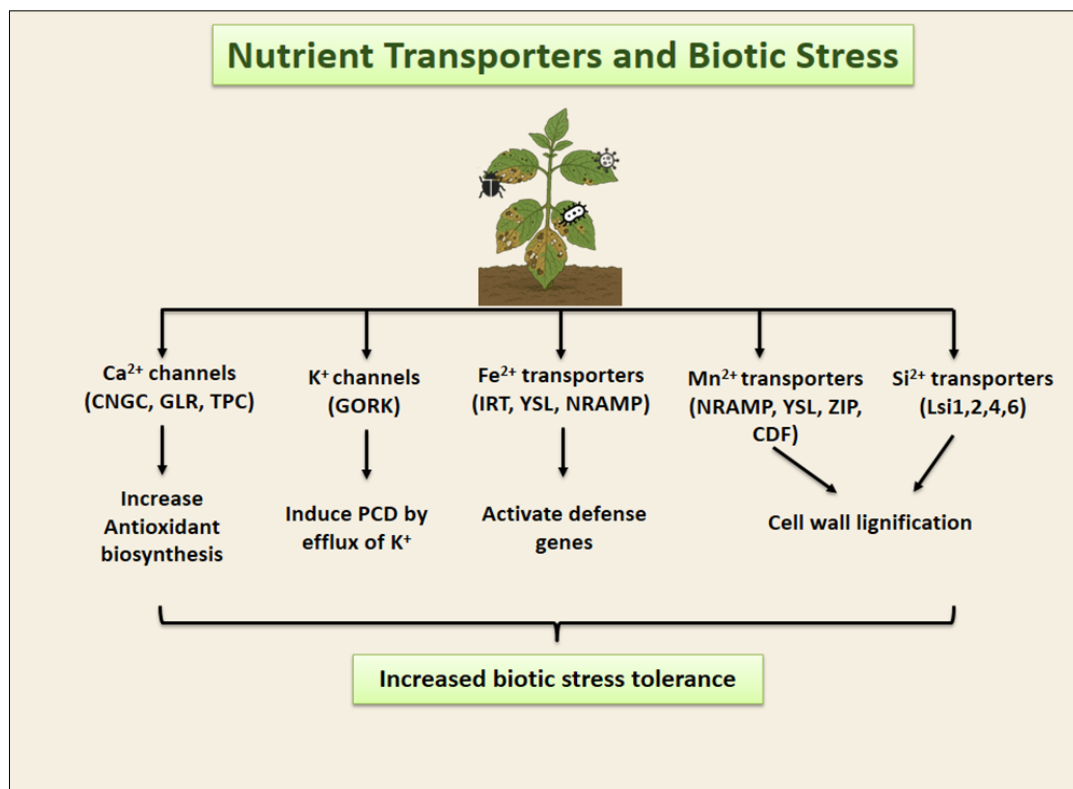 Nutrient Transporters and Biotic Stress
Ca²⁺ channels
(CNGC, GLR, TPC)
K⁺ channels
(GORK)
Fe²⁺ transporters
(IRT, YSL, NRAMP)
Mn²⁺ transporters
(NRAMP, YSL, ZIP,
CDF)
Si²⁺ transporters
(Lsi1,2,4,6)
Increase
Antioxidant
biosynthesis
Induce PCD by
efflux of K⁺
Activate defense
genes
Cell wall lignification
Increased biotic stress tolerance